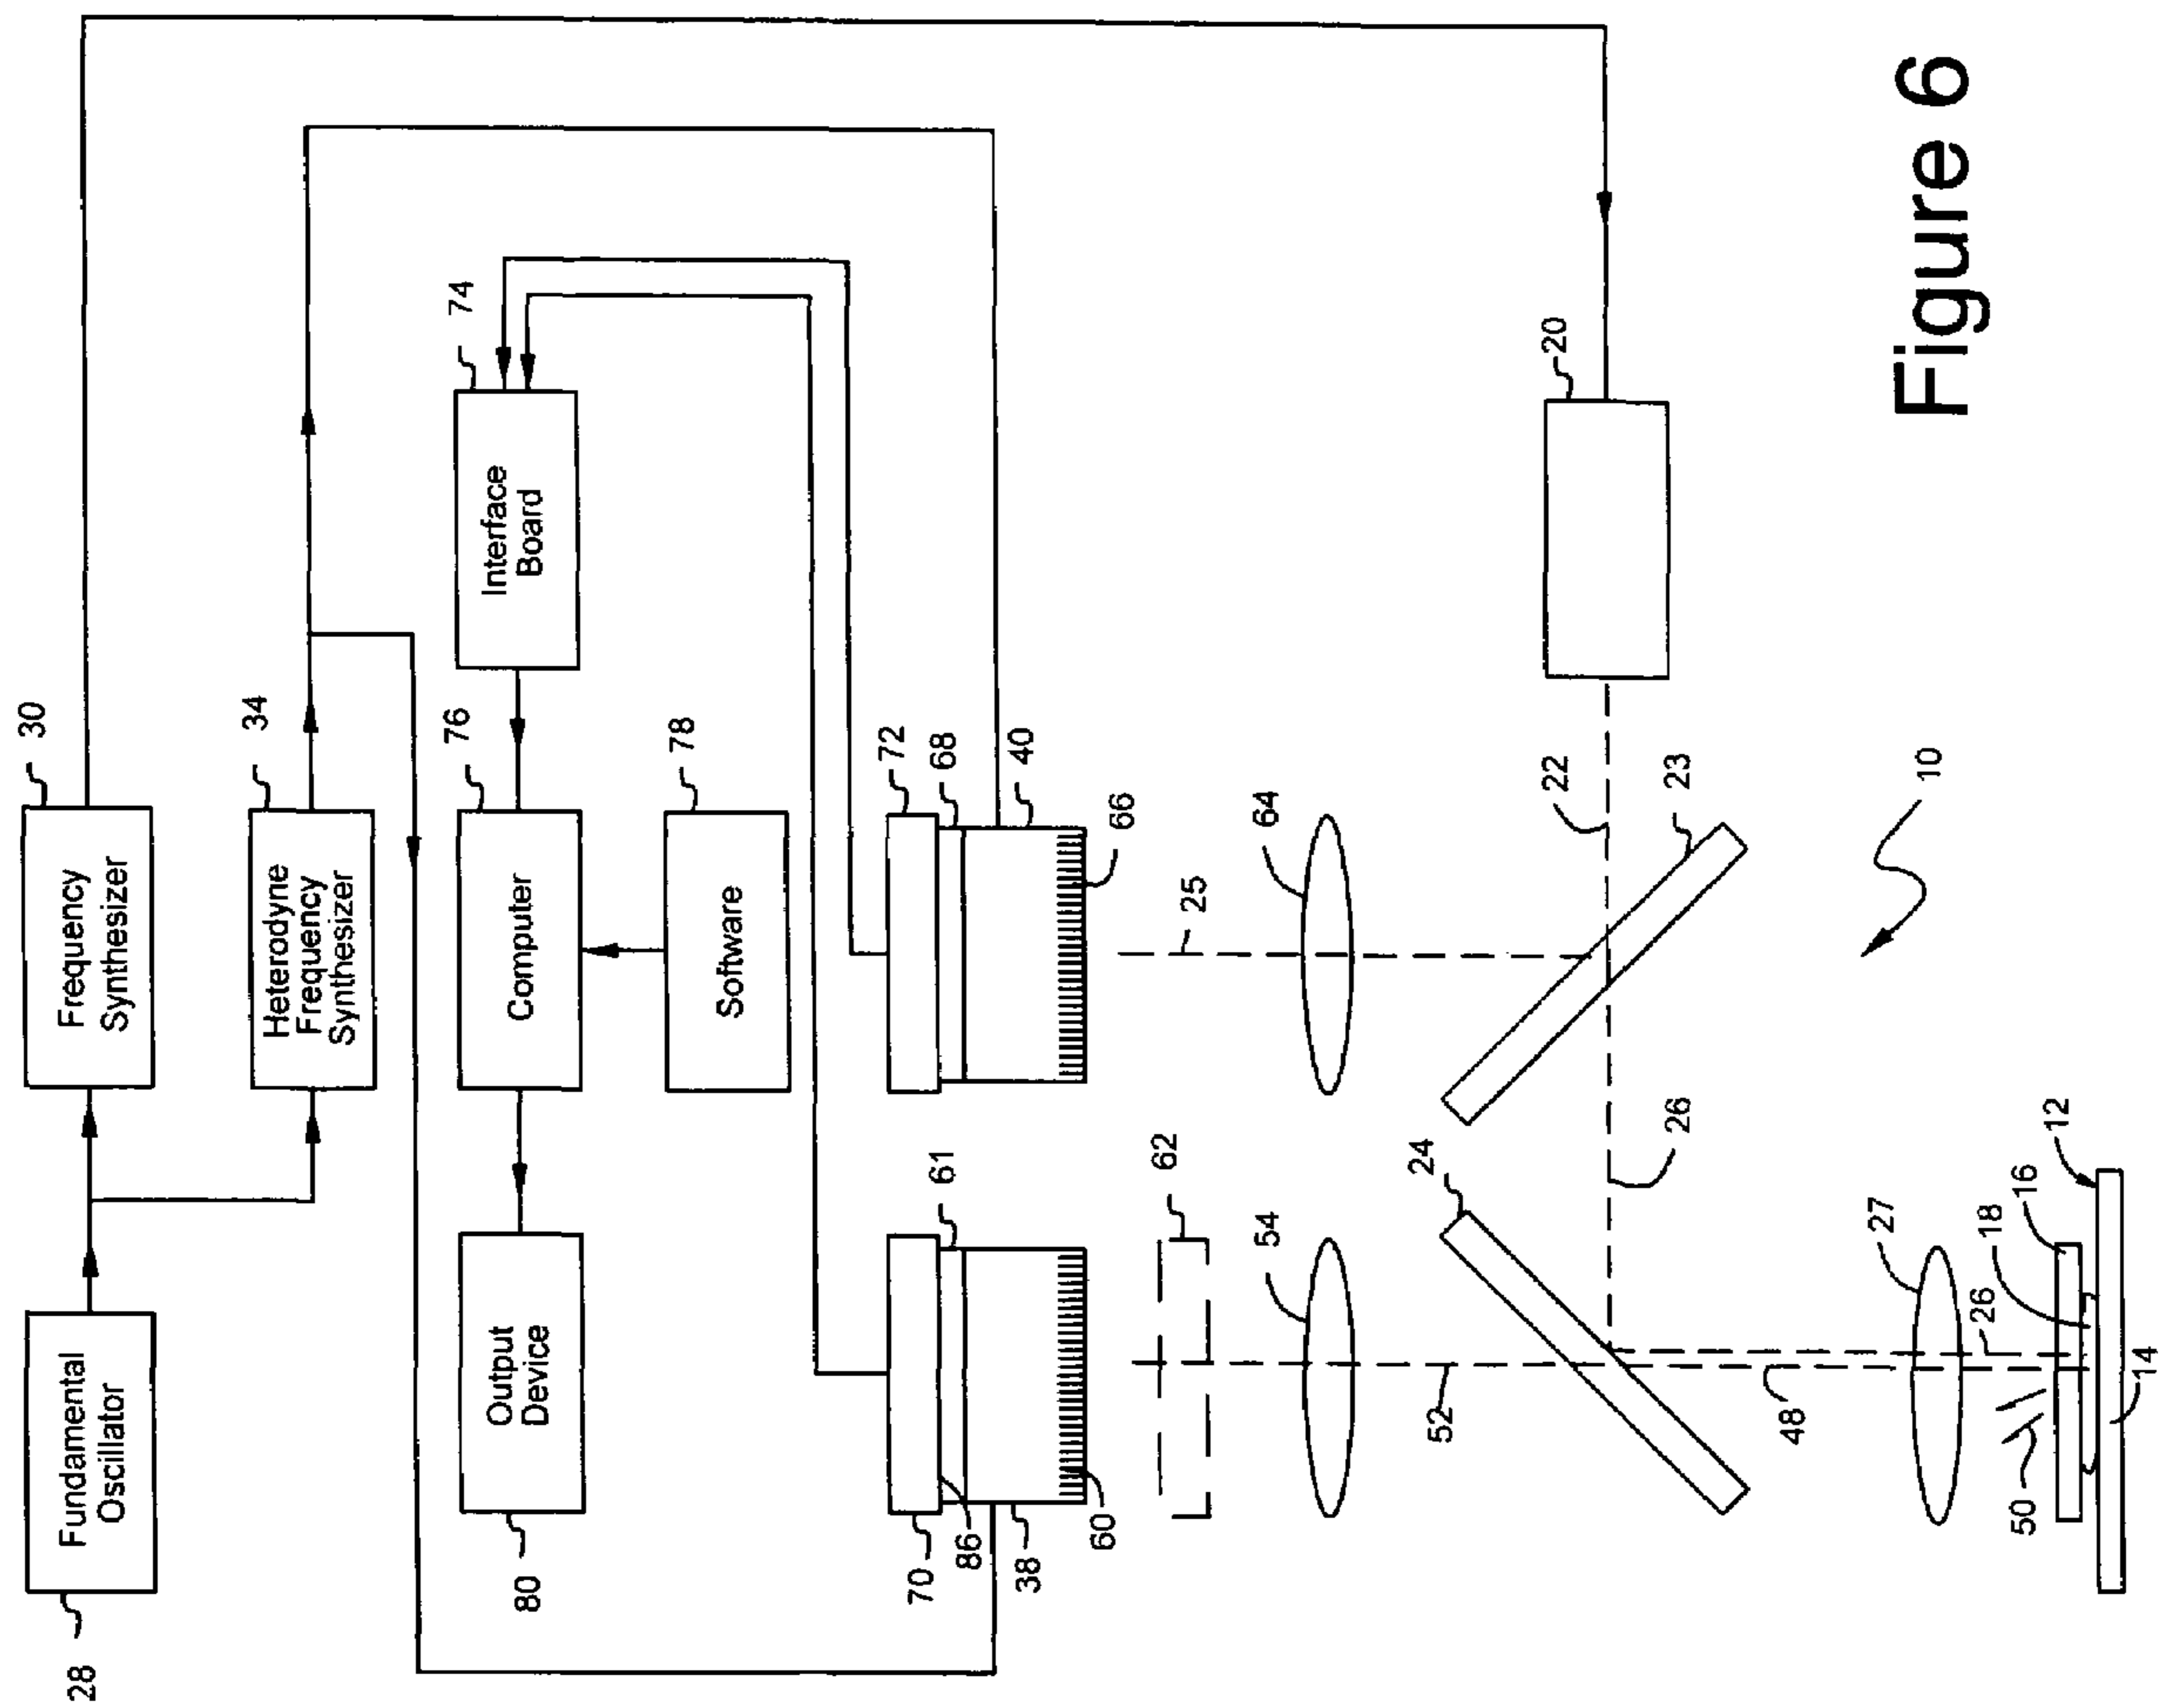 28
Fundamental
Oscillator
30
Frequency
Synthesizer
34
Heterodyne
Frequency
Synthesizer
80
Output
Device
76
Computer
74
Interface
Board
78
Software
70
86
38
60
61
72
68
40
66
62
54
64
25
52
24
22
23
20
26
48
10
27
26
50
18
16
12
14
Figure 6